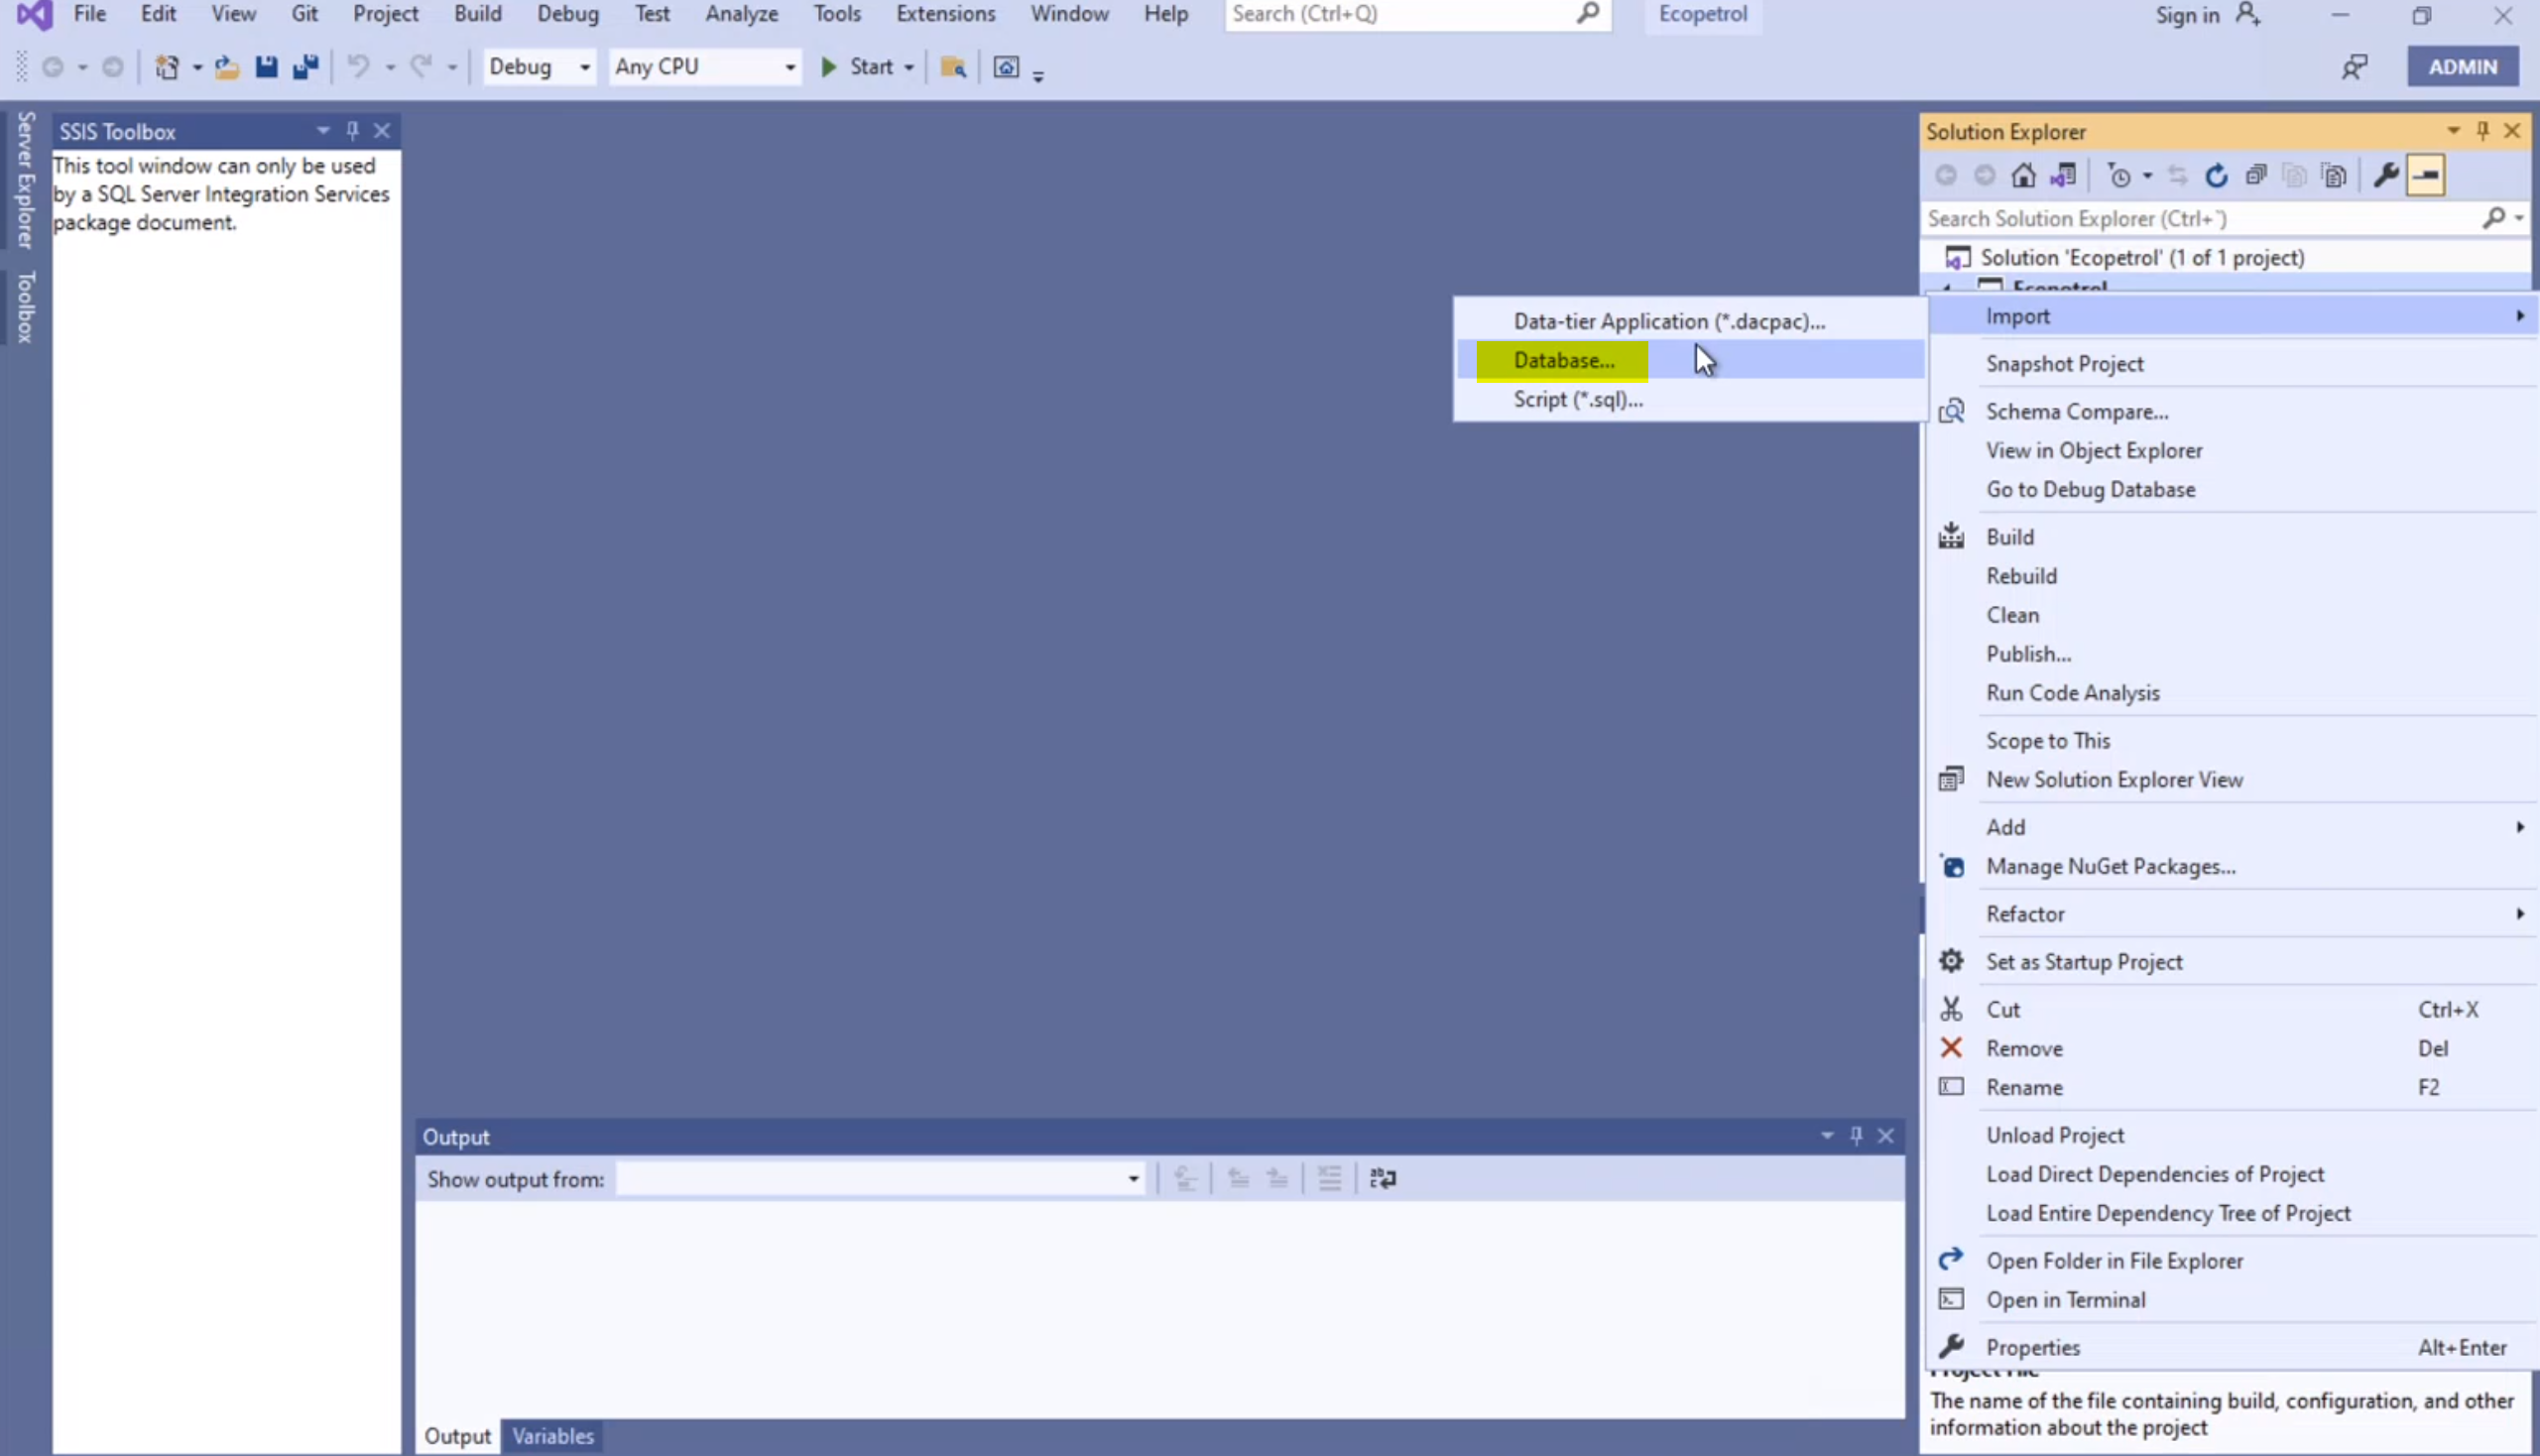 File Edit View Git Project Build Debug Test Analyze Tools Extensions Window Help Search (Ctrl+Q) Ecopetrol Sign in
Debug Any CPU Start ADMIN
Server Explorer
Toolbox
SSIS Toolbox
This tool window can only be used
by a SQL Server Integration Services
package document.
Solution Explorer
Search Solution Explorer (Ctrl+¨)
Solution 'Ecopetrol' (1 of 1 project)
Ecopetrol
Data-tier Application (*.dacpac)...
Database...
Script (*.sql)...
Import
Snapshot Project
Schema Compare...
View in Object Explorer
Go to Debug Database
Build
Rebuild
Clean
Publish...
Run Code Analysis
Scope to This
New Solution Explorer View
Add
Manage NuGet Packages...
Refactor
Set as Startup Project
Cut Ctrl+X
Remove Del
Rename F2
Unload Project
Load Direct Dependencies of Project
Load Entire Dependency Tree of Project
Open Folder in File Explorer
Open in Terminal
Properties Alt+Enter
Project File
The name of the file containing build, configuration, and other
information about the project
Output
Show output from:
Output Variables